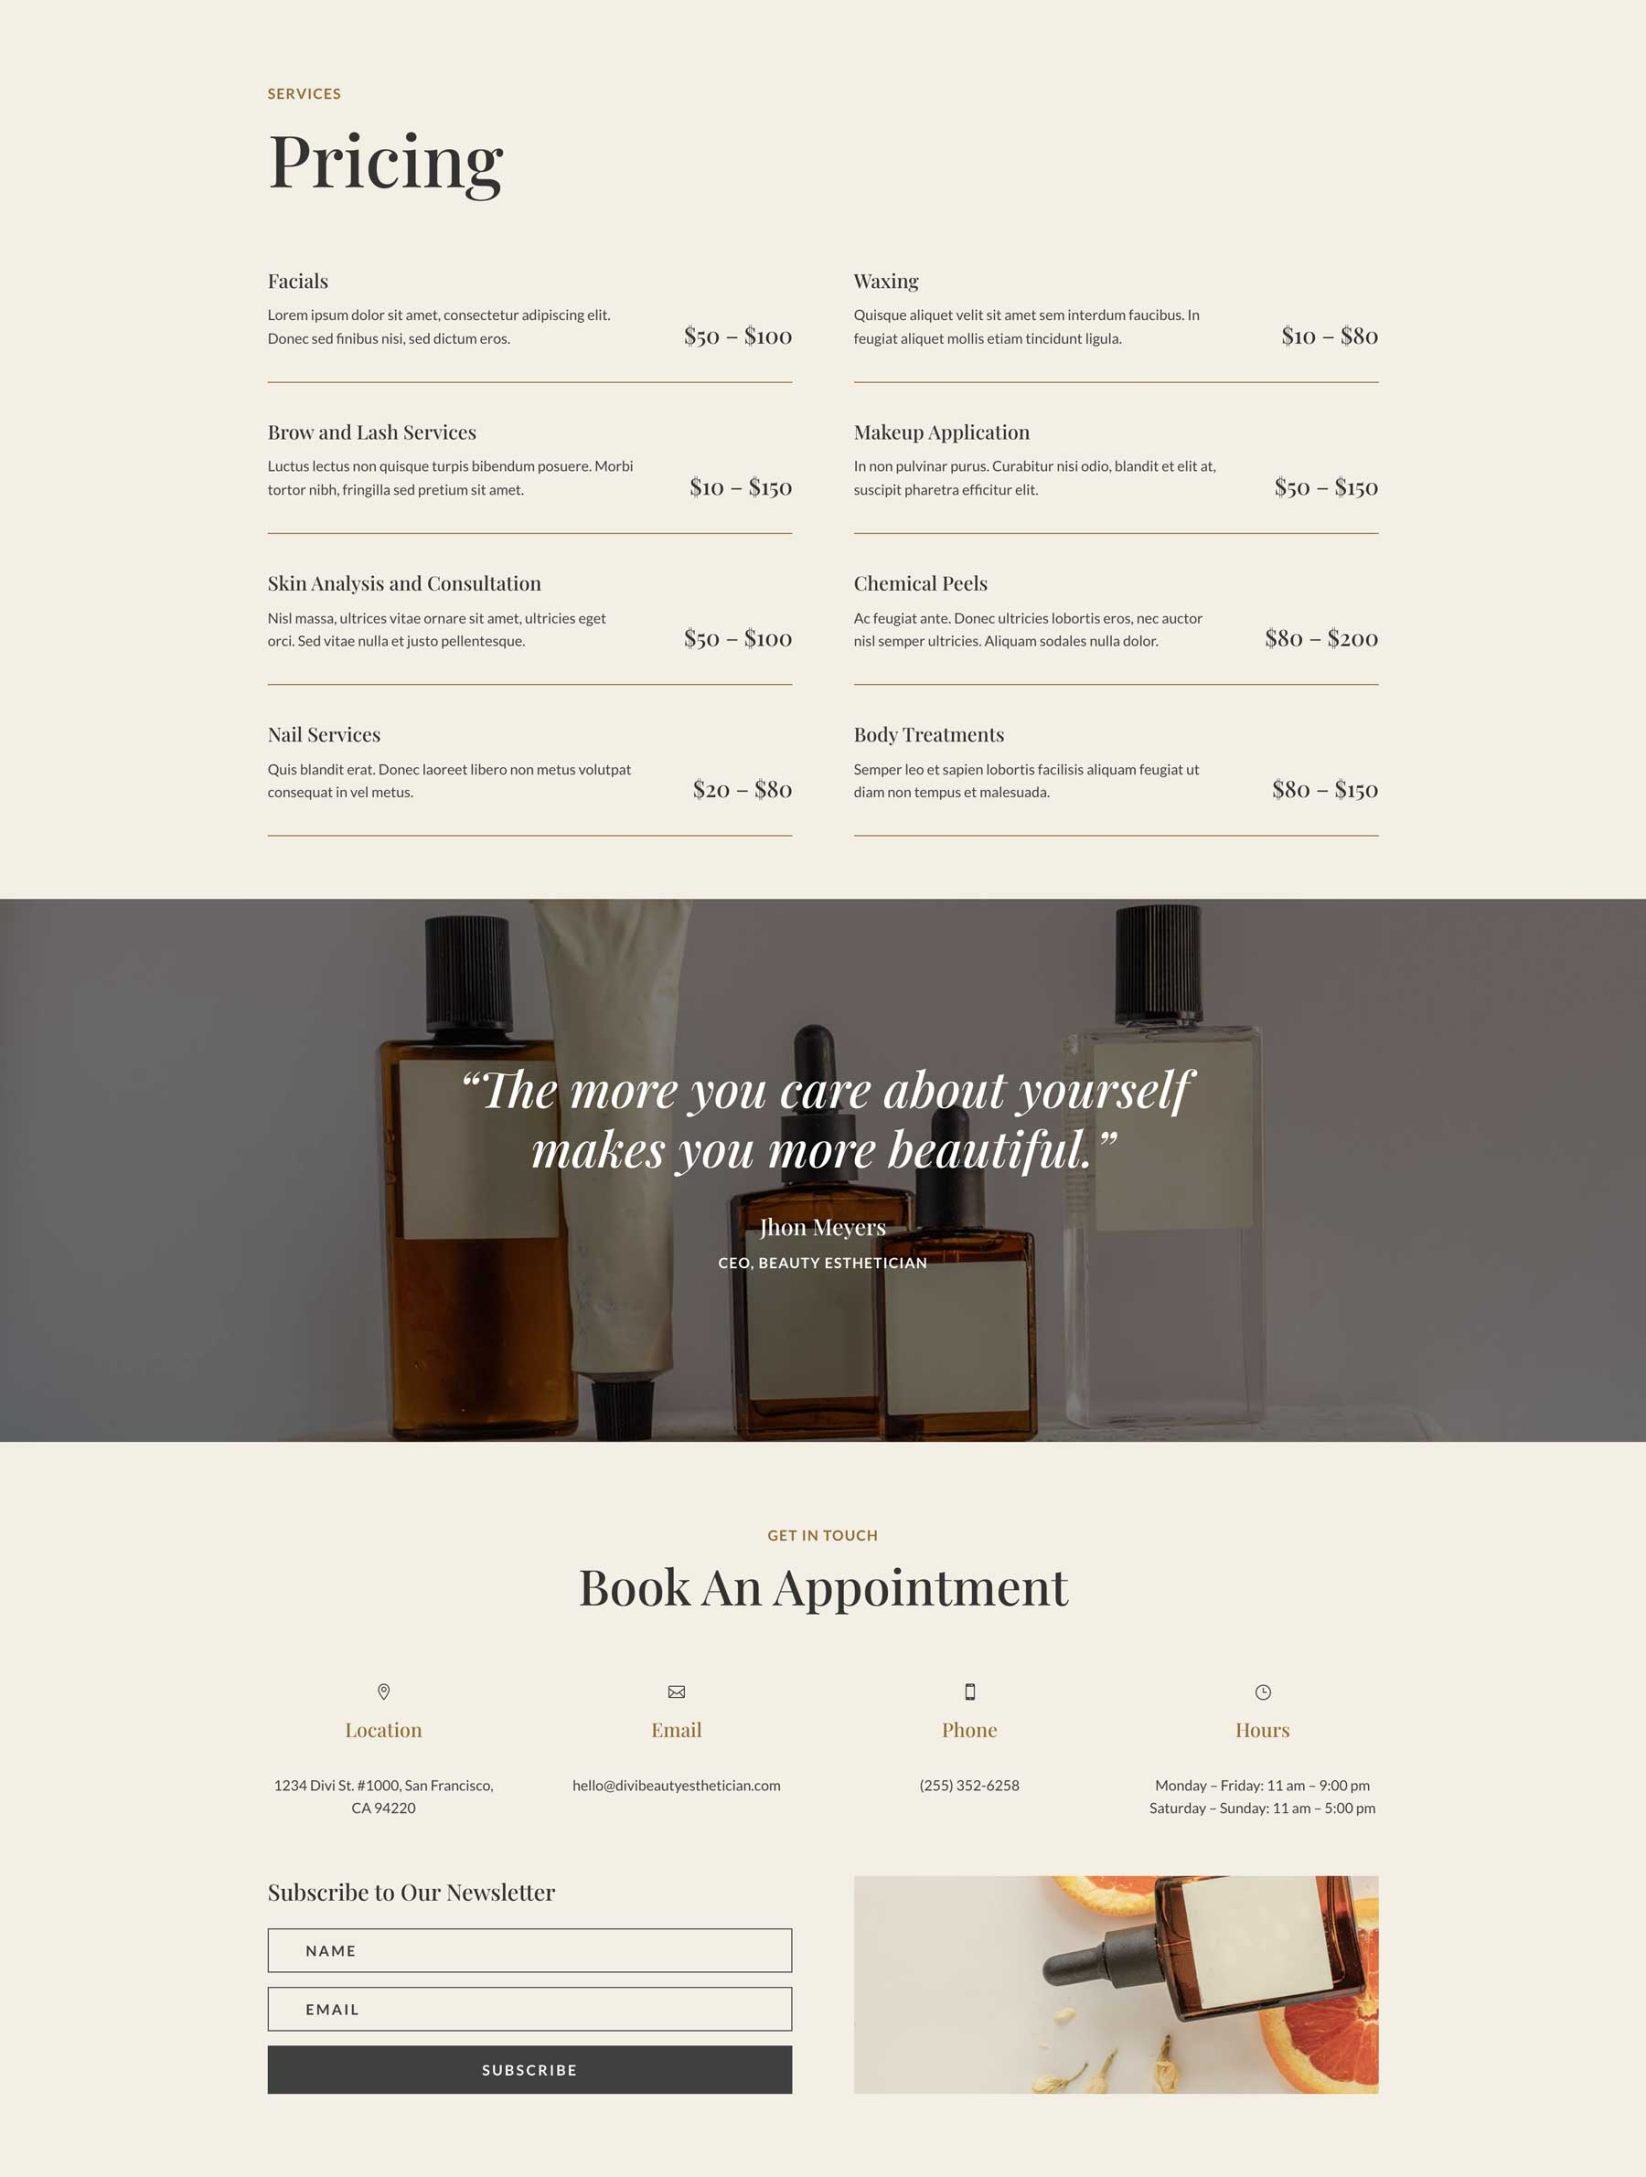 SERVICES
Pricing
Facials
Lorem ipsum dolor sit amet, consectetur adipiscing elit.
Donec sed finibus nisi, sed dictum eros.
$50 – $100
Waxing
Quisque aliquet velit sit amet sem interdum faucibus. In
feugiat aliquet mollis etiam tincidunt ligula.
$10 – $80
Brow and Lash Services
Luctus lectus non quisque turpis bibendum posuere. Morbi
tortor nibh, fringilla sed pretium sit amet.
$10 – $150
Makeup Application
In non pulvinar purus. Curabitur nisi odio, blandit et elit at,
suscipit pharetra efficitur elit.
$50 – $150
Skin Analysis and Consultation
Nisl massa, ultrices vitae ornare sit amet, ultricies eget
orci. Sed vitae nulla et justo pellentesque.
$50 – $100
Chemical Peels
Ac feugiat ante. Donec ultricies lobortis eros, nec auctor
nisl semper ultricies. Aliquam sodales nulla dolor.
$80 – $200
Nail Services
Quis blandit erat. Donec laoreet libero non metus volutpat
consequat in vel metus.
$20 – $80
Body Treatments
Semper leo et sapien lobortis facilisis aliquam feugiat ut
diam non tempus et malesuada.
$80 – $150
“The more you care about yourself
makes you more beautiful.”
Jhon Meyers
CEO, BEAUTY ESTHETICIAN
GET IN TOUCH
Book An Appointment
Location
1234 Divi St. #1000, San Francisco,
CA 94220
Email
hello@divibeautyesthetician.com
Phone
(255) 352-6258
Hours
Monday – Friday: 11 am – 9:00 pm
Saturday – Sunday: 11 am – 5:00 pm
Subscribe to Our Newsletter
NAME
EMAIL
SUBSCRIBE